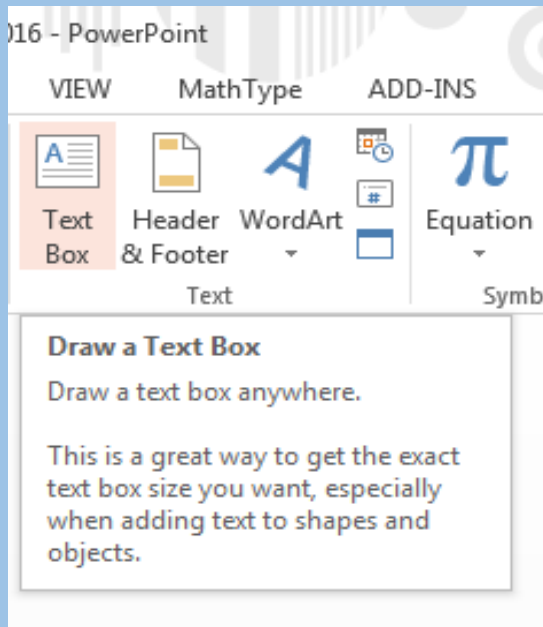 016 - PowerPoint
VIEW MathType ADD-INS
A A π
#
Text Header WordArt Equation
Box & Footer
Text Symb
Draw a Text Box
Draw a text box anywhere.
This is a great way to get the exact
text box size you want, especially
when adding text to shapes and
objects.